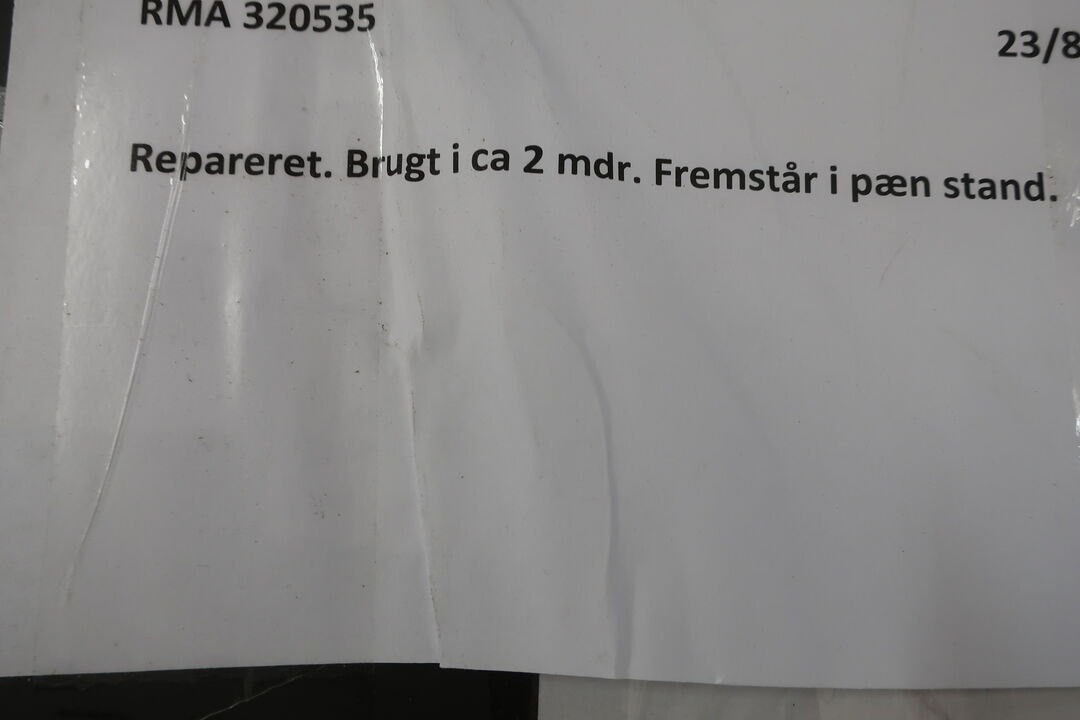 RMA 320535
23/8
Repareret. Brugt i ca 2 mdr. Fremstår i pæn stand.